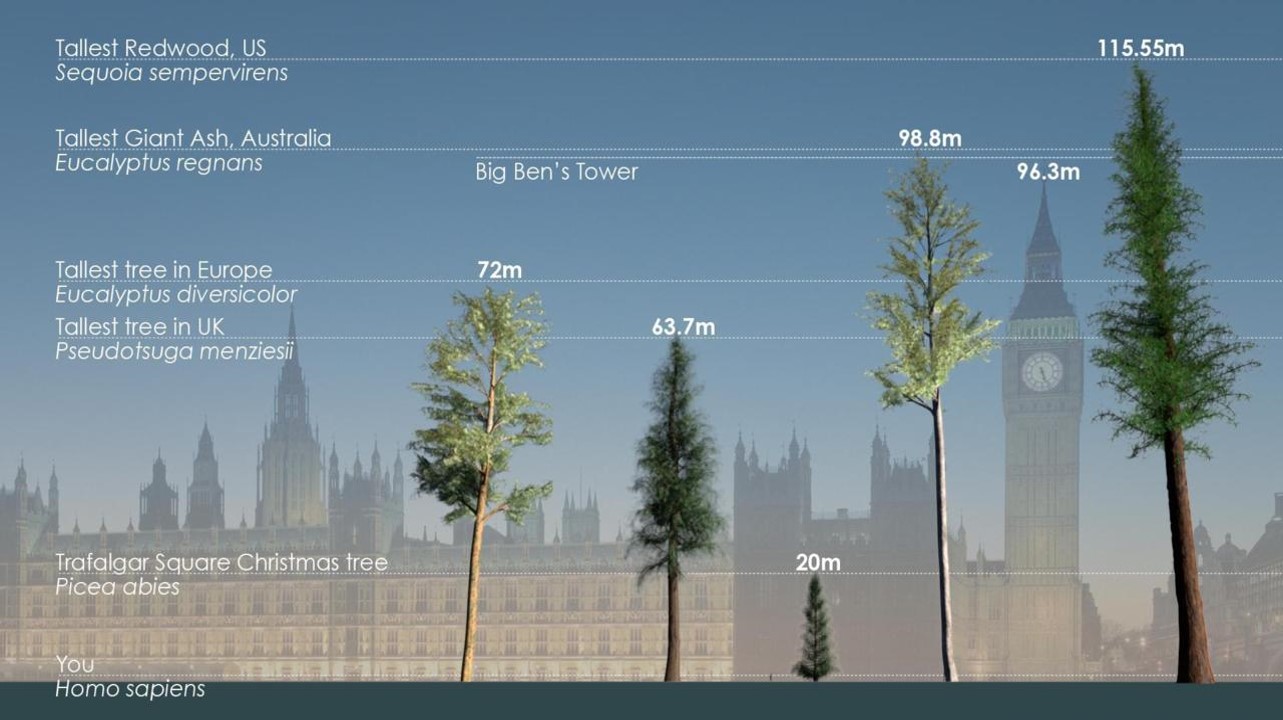 Tallest Redwood, US
Sequoia sempervirens
115.55m
Tallest Giant Ash, Australia
Eucalyptus regnans
98.8m
Big Ben's Tower
96.3m
Tallest tree in Europe
Eucalyptus diversicolor
72m
Tallest tree in UK
Pseudotsuga menziesii
63.7m
Trafalgar Square Christmas tree
Picea abies
20m
You
Homo sapiens